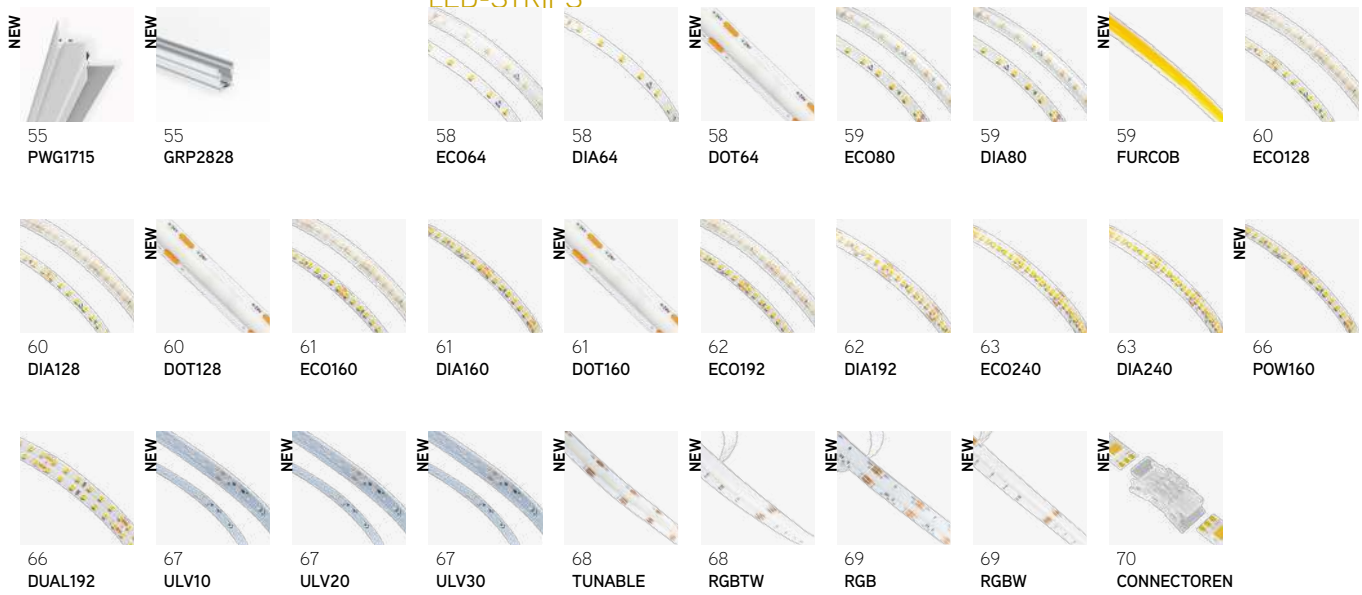 LED-STRIPS
NEW
55
PWG1715
NEW
55
GRP2828
58
ECO64
58
DIA64
NEW
58
DOT64
59
ECO80
59
DIA80
NEW
59
FURCOB
60
ECO128
60
DIA128
NEW
60
DOT128
61
ECO160
61
DIA160
NEW
61
DOT160
62
ECO192
62
DIA192
63
ECO240
63
DIA240
NEW
66
POW160
66
DUAL192
NEW
67
ULV10
NEW
67
ULV20
NEW
67
ULV30
NEW
68
TUNABLE
NEW
68
RGBTW
NEW
69
RGB
NEW
69
RGBW
NEW
70
CONNECTOREN